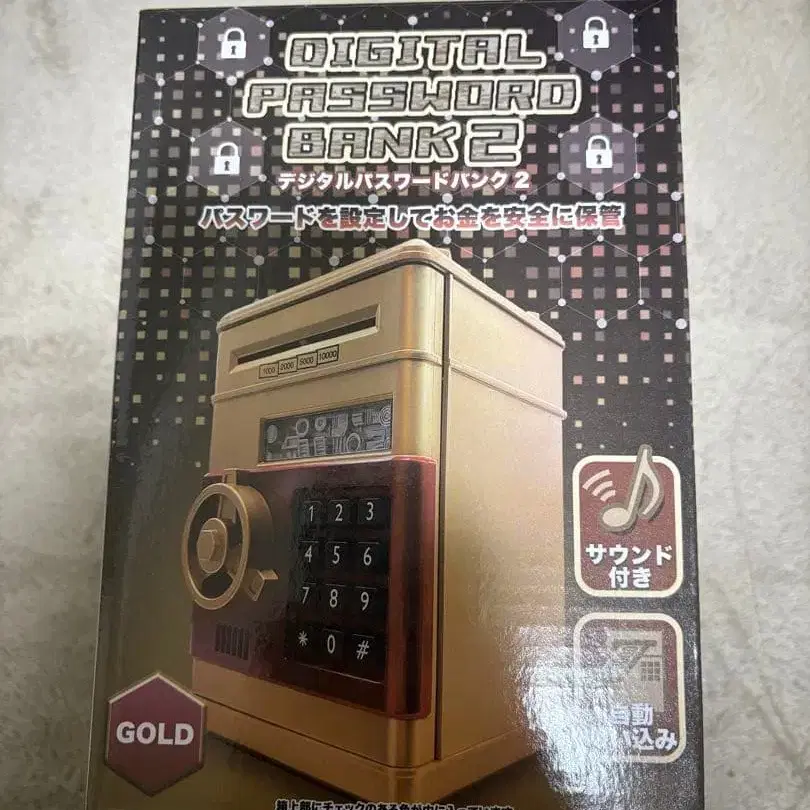 DIGITAL
PASSWORD
BANK 2
デジタルパスワードバンク2
パスワードを設定してお金を安全に保管
1000 2000 5000 10000
1 2 3
4 5 6
7 8 9
* 0 #
サウンド
付き
自動
込み
GOLD